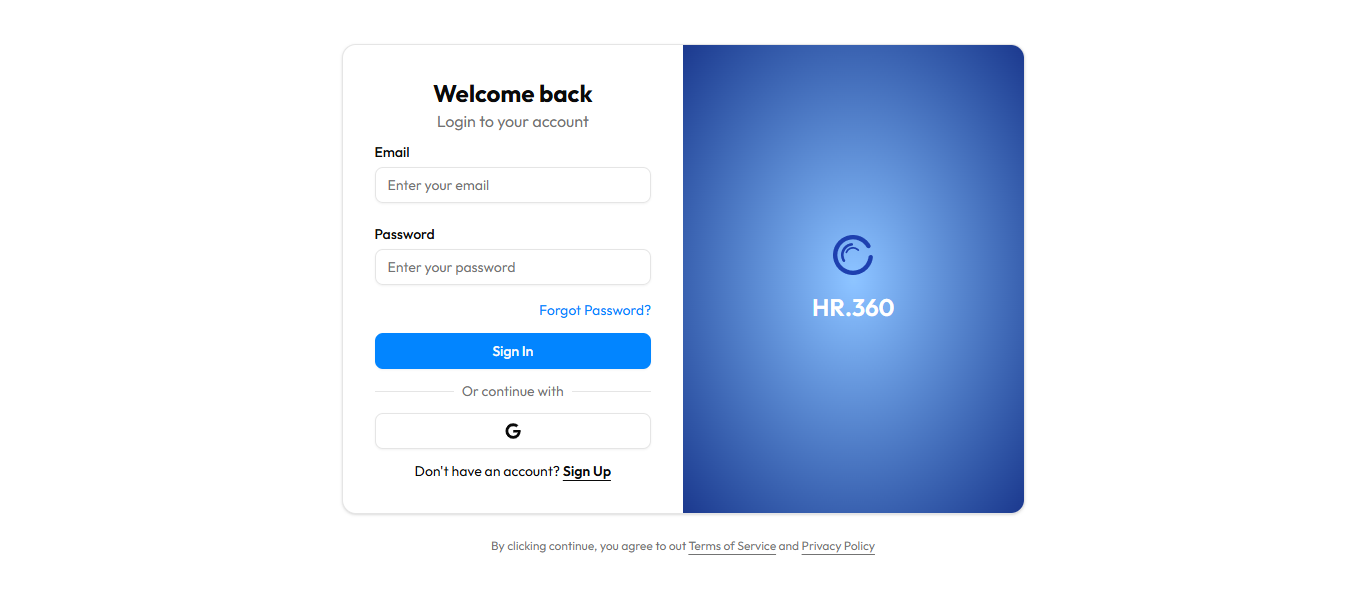 Welcome back
Login to your account
Email
Enter your email
Password
Enter your password
Forgot Password?
Sign In
Or continue with
G
Don't have an account? Sign Up
HR.360
By clicking continue, you agree to out Terms of Service and Privacy Policy